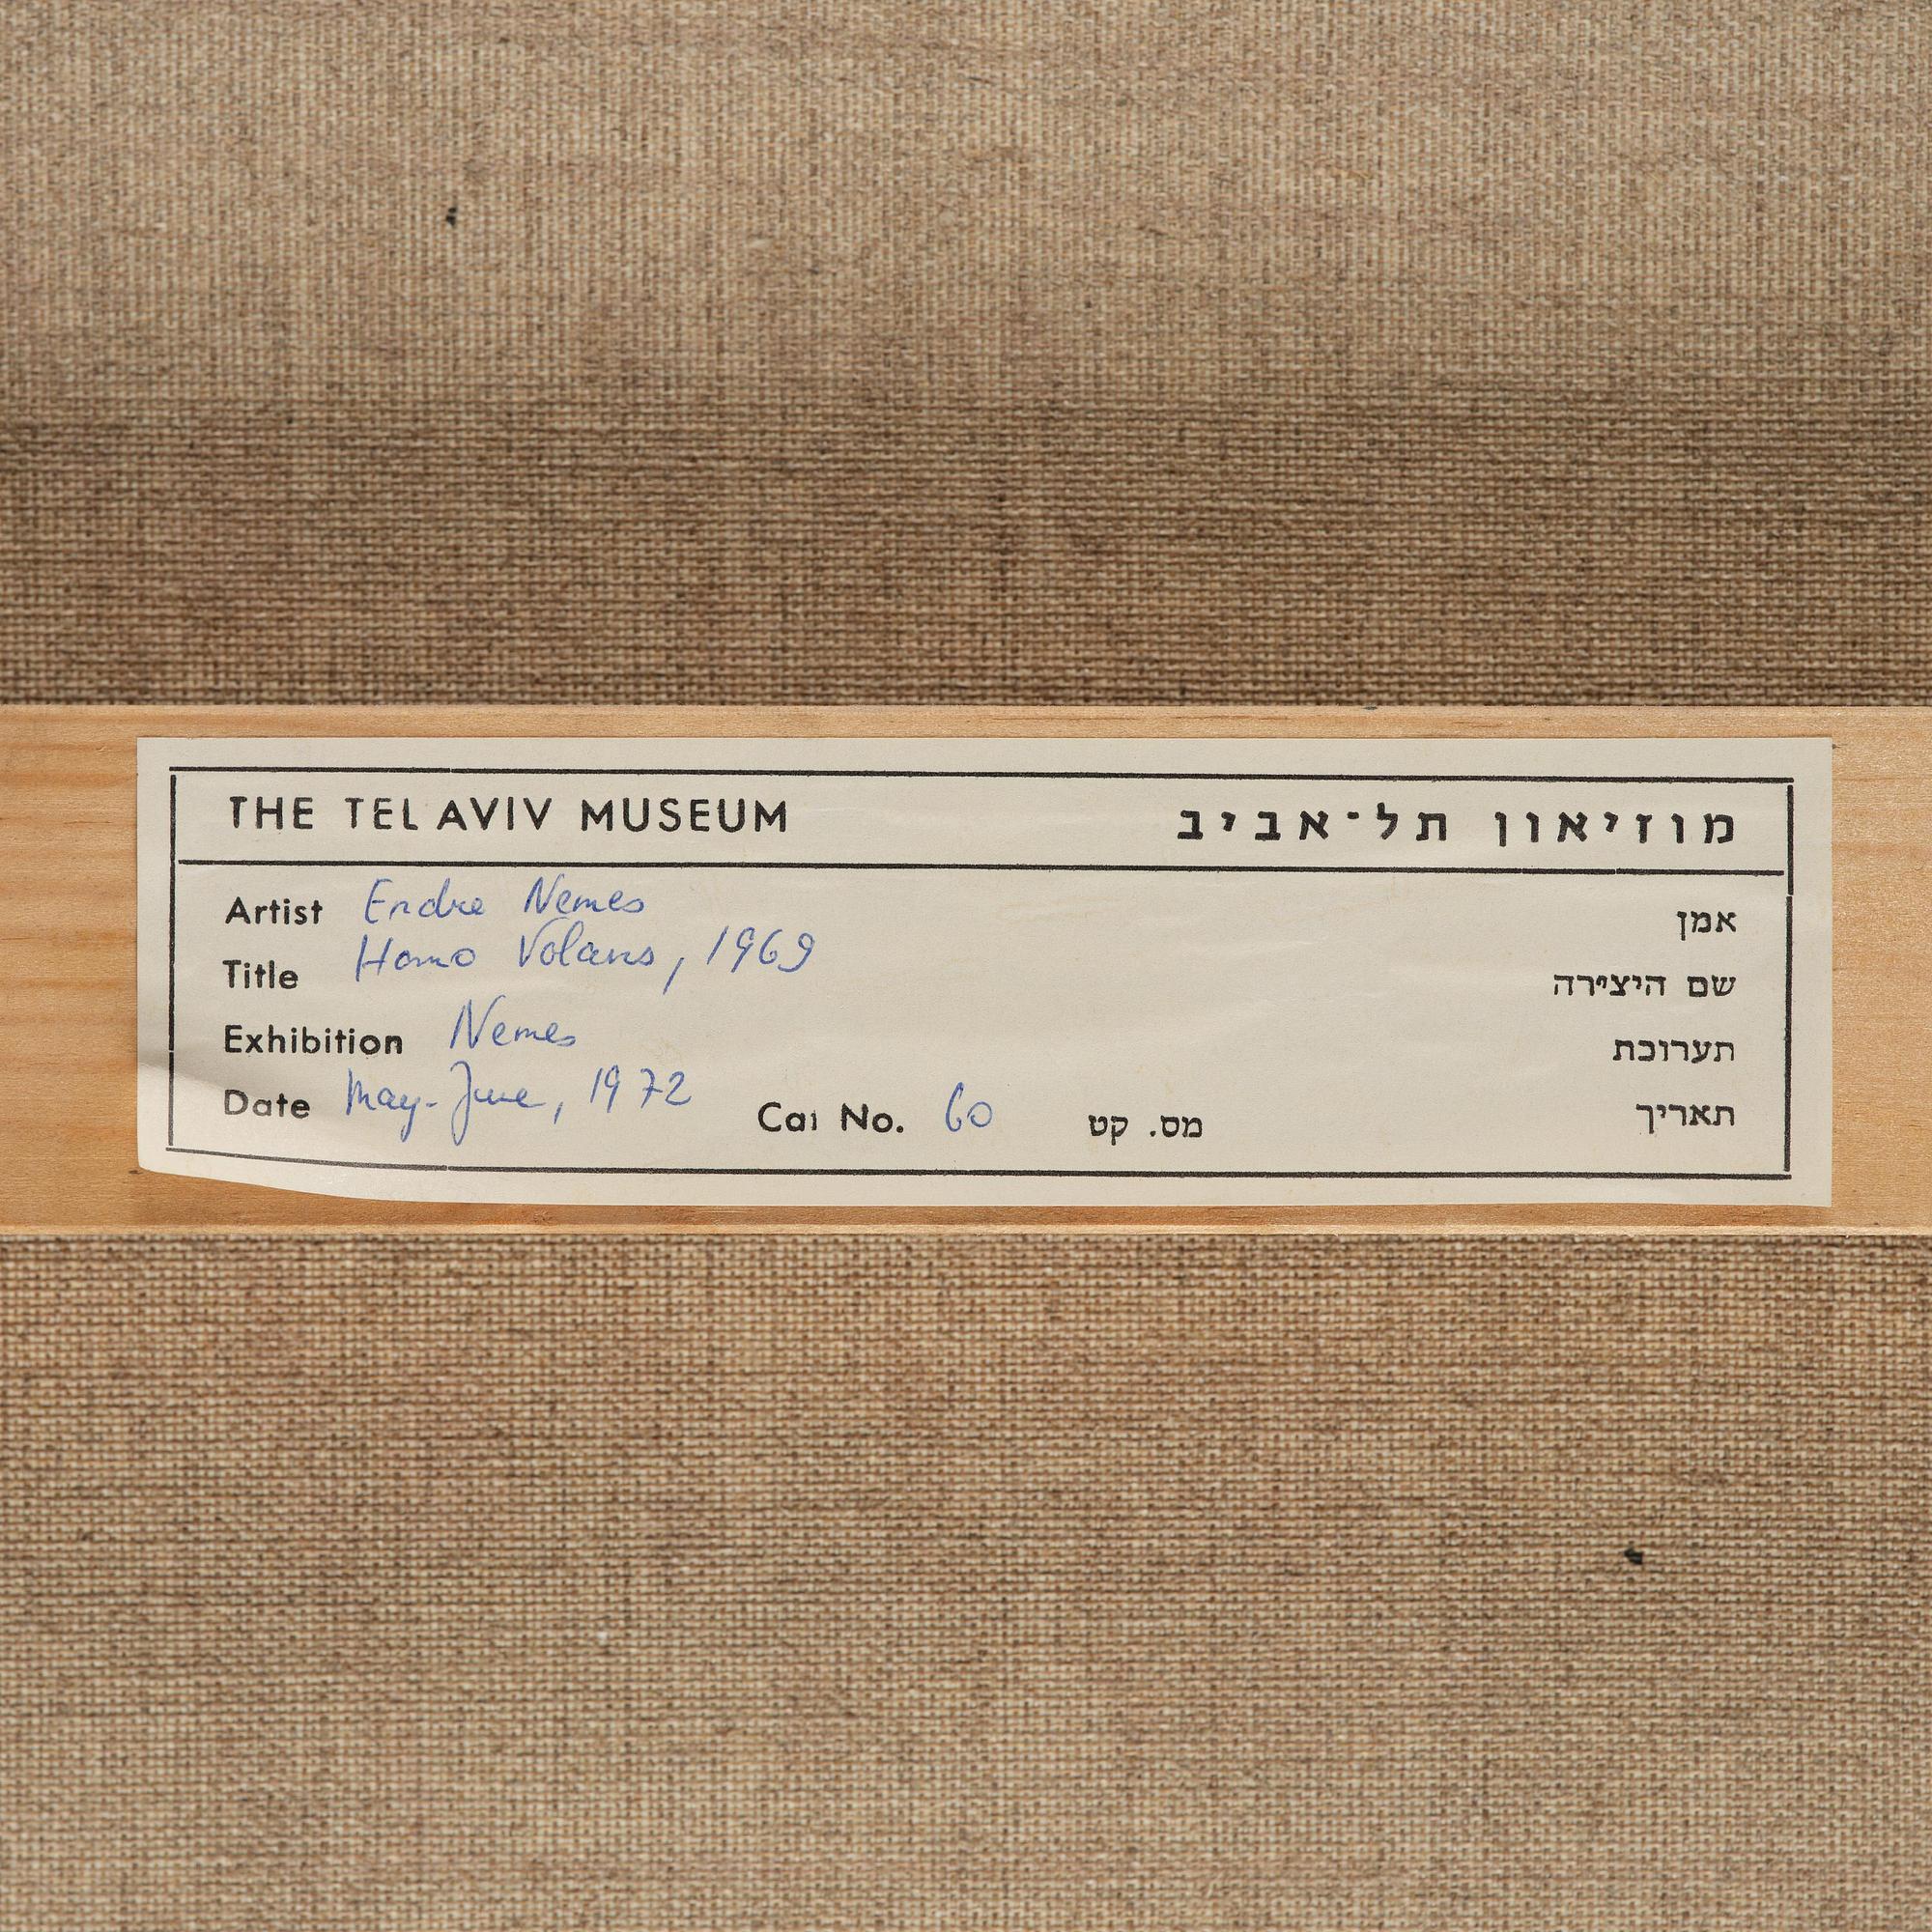 THE TEL AVIV MUSEUM מוזיאון תל-אביב
Artist Endre Nemes אמן
Title Homo Volans, 1969 שם היצירה
Exhibition Nemes תערוכת
Date May-June, 1972 Cat No. 60 מס. קט תאריך